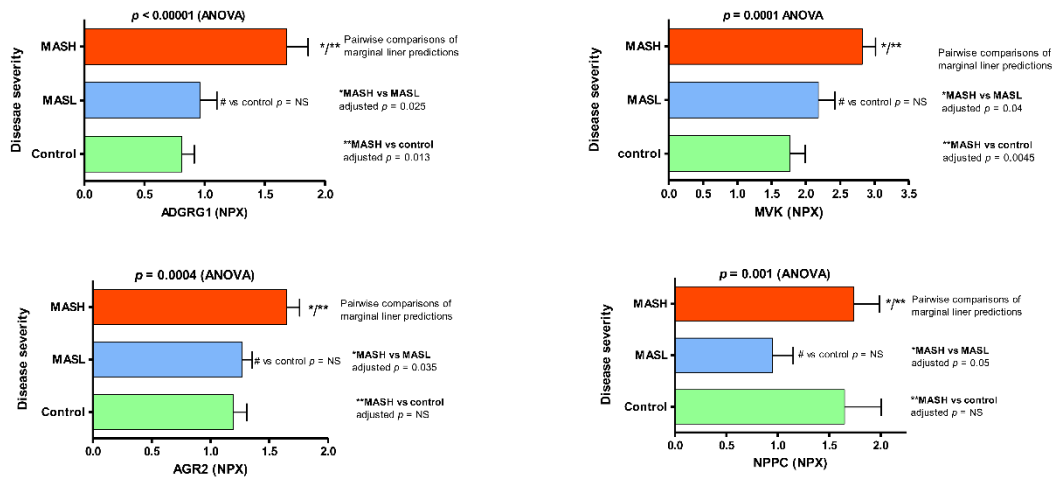 p < 0.00001 (ANOVA)
Disesae severity
MASH
MASL
Control
*/**
Pairwise comparisons of
marginal liner predictions
# vs control p = NS
*MASH vs MASL
adjusted p = 0.025
**MASH vs control
adjusted p = 0.013
0.0 0.5 1.0 1.5 2.0
ADGRG1 (NPX)
p = 0.0001 ANOVA
Disease severity
MASH
MASL
control
*/**
Pairwise comparisons of
marginal liner predictions
# vs control p = NS
*MASH vs MASL
adjusted p = 0.04
**MASH vs control
adjusted p = 0.0045
0.0 0.5 1.0 1.5 2.0 2.5 3.0 3.5
MVK (NPX)
p = 0.0004 (ANOVA)
Disease severity
MASH
MASL
Control
*/**
Pairwise comparisons of
marginal liner predictions
# vs control p = NS
*MASH vs MASL
adjusted p = 0.035
**MASH vs control
adjusted p = NS
0.0 0.5 1.0 1.5 2.0
AGR2 (NPX)
p = 0.001 (ANOVA)
Disease severity
MASH
MASL
Control
*/**
Pairwise comparisons of
marginal liner predictions
# vs control p = NS
*MASH vs MASL
adjusted p = 0.05
**MASH vs control
adjusted p = NS
0.0 0.5 1.0 1.5 2.0
NPPC (NPX)